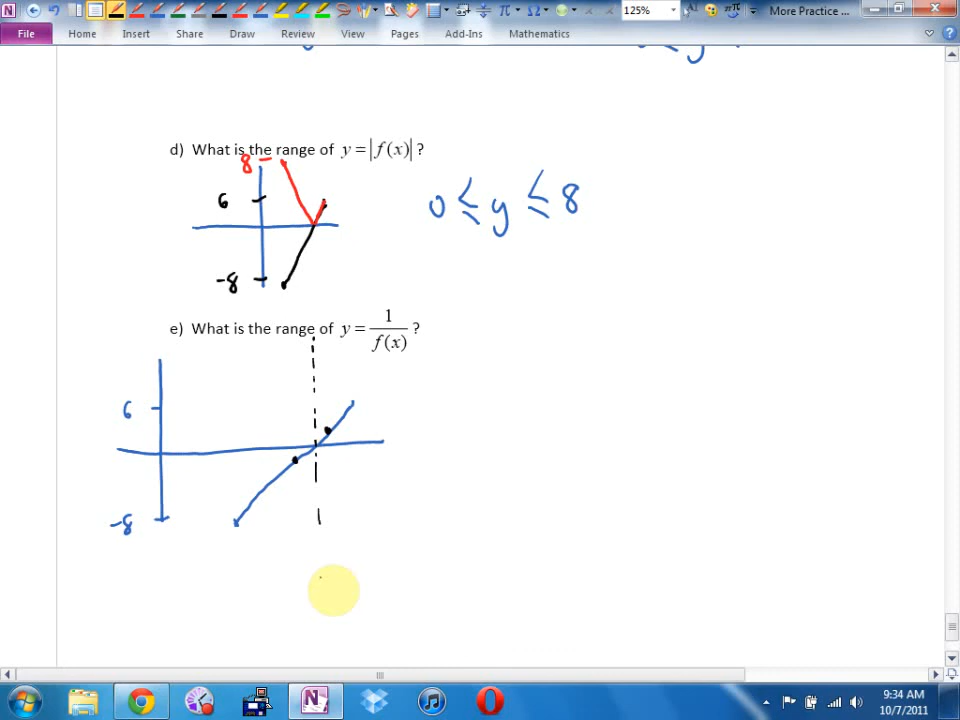 125%
More Practice ...
File Home Insert Share Draw Review View Pages Add-Ins Mathematics
d) What is the range of y = |f(x)| ?
8
6
-8
0 ≤ y ≤ 8
e) What is the range of y = 1/f(x) ?
6
-8
9:34 AM
10/7/2011